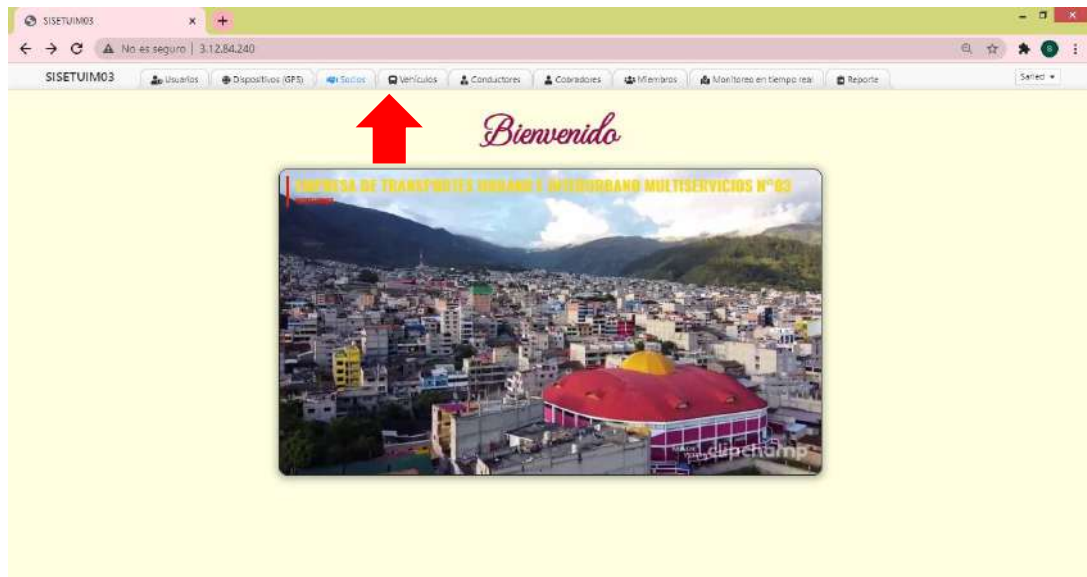 SISETUIM03
No es seguro | 3.12.84.240
SISETUIM03 Usuarios Dispositivos (GPS) Socios Vehículos Conductores Cobradores Miembros Monitoreo en tiempo real Reporte
Bienvenido
EMPRESA DE TRANSPORTES URBANO E INTERURBANO MULTISERVICIOS N°03
clipchamp